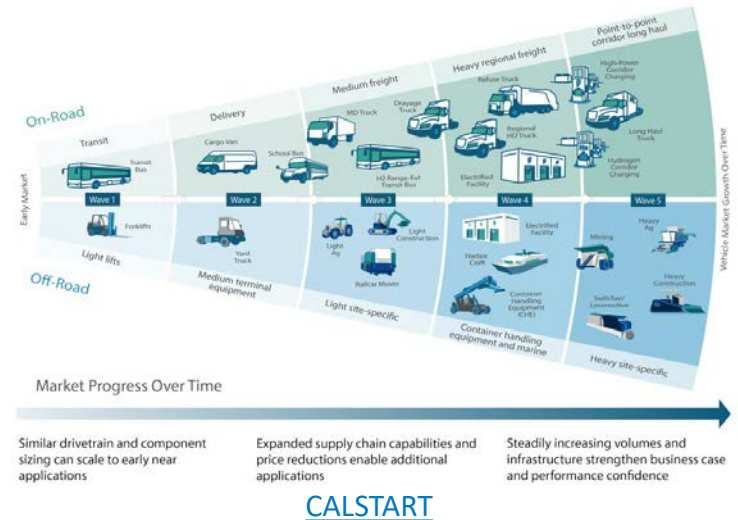 Point-to-point
corridor long haul
Heavy regional freight
Medium freight
Delivery
Transit
On-Road
Refuse Truck
High-Power
Corridor
Charging
Drayage
Truck
MD Truck
Cargo Van
School Bus
Transit
Bus
H2 Range-Ext
Transit Bus
Regional
HD Truck
Electrified
Facility
Long Haul
Truck
Hydrogen
Corridor
Charging
Early Market
Wave 1
Wave 2
Wave 3
Wave 4
Wave 5
Vehicle Market Growth Over Time
Forklifts
Yard
Truck
Light
Ag
Light
Construction
Railcar Mover
Electrified
Facility
Harbor
Craft
Container
Handling
Equipment
(CHE)
Mining
Heavy
Ag
Switcher/
Locomotive
Heavy
Construction
Off-Road
Light lifts
Medium terminal
equipment
Light site-specific
Container handling
equipment and marine
Heavy site-specific
Market Progress Over Time
Similar drivetrain and component
sizing can scale to early near
applications
Expanded supply chain capabilities and
price reductions enable additional
applications
Steadily increasing volumes and
infrastructure strengthen business case
and performance confidence
CALSTART